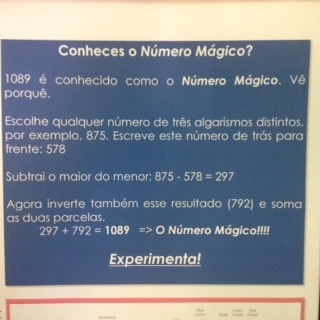 Conheces o Número Mágico?
1089 é conhecido como o Número Mágico. Vê
porquê.
Escolhe qualquer número de três algarismos distintos,
por exemplo, 875. Escreve este número de trás para
frente: 578
Subtrai o maior do menor: 875 - 578 = 297
Agora inverte também esse resultado (792) e soma
as duas parcelas.
297 + 792 = 1089 => O Número Mágico!!!!
Experimenta!